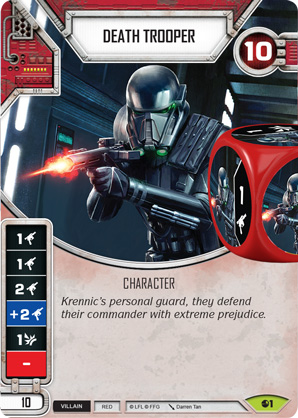 DEATH TROOPER
10
1
1
1
2
+2
1
–
CHARACTER
Krennic's personal guard, they defend
their commander with extreme prejudice.
10
VILLAIN
RED
© LFL © FFG
Darren Tan
1